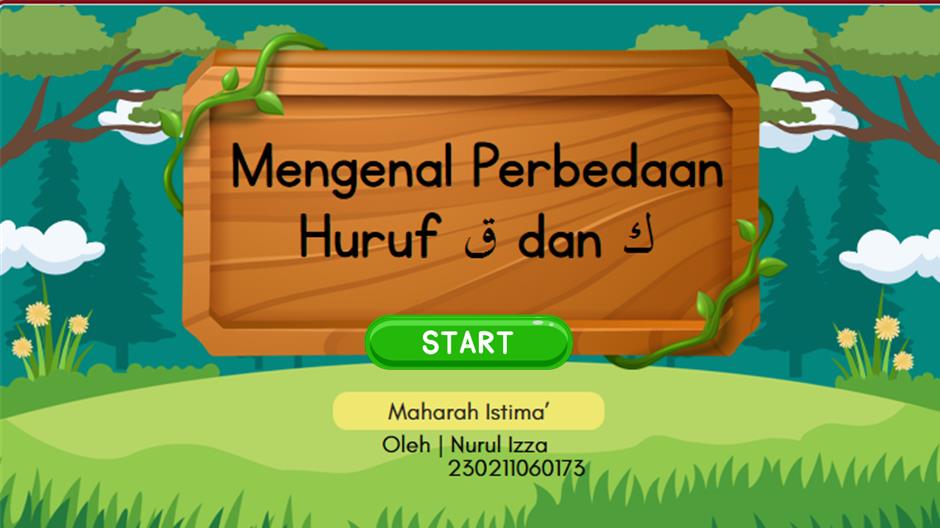 Mengenal Perbedaan
Huruf ق dan ك
START
Maharah Istima’
Oleh | Nurul Izza
230211060173